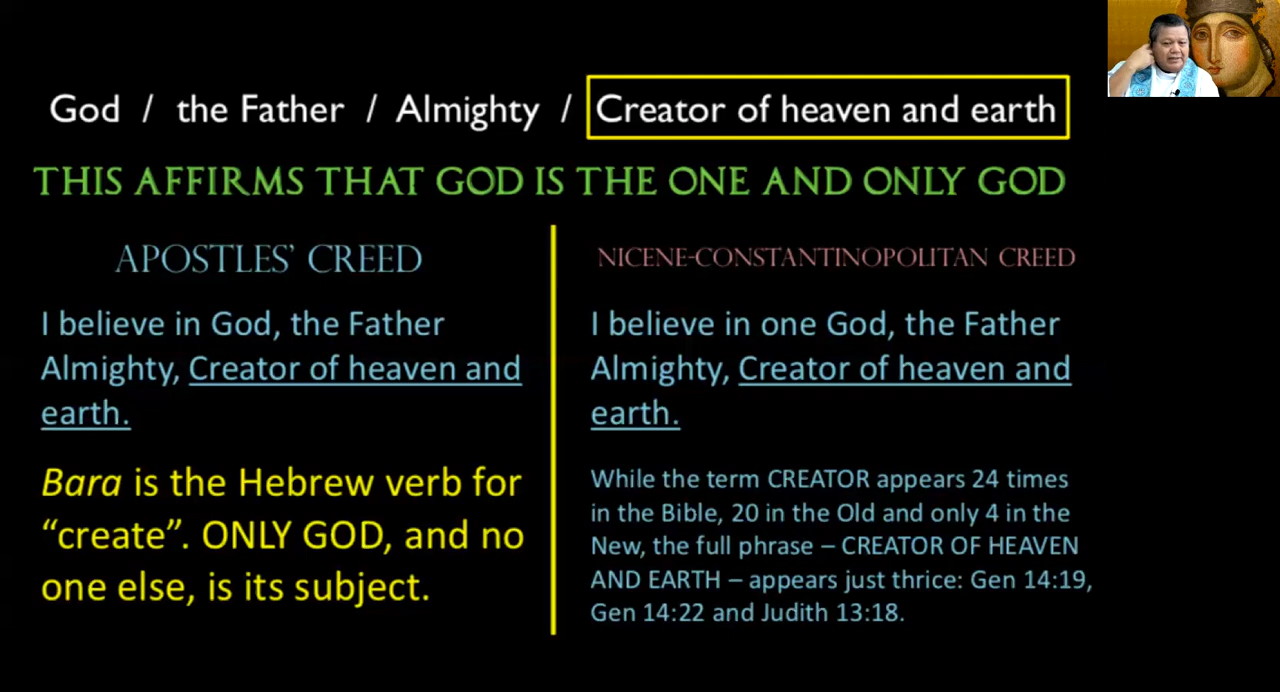 God / the Father / Almighty / Creator of heaven and earth
THIS AFFIRMS THAT GOD IS THE ONE AND ONLY GOD
APOSTLES’ CREED
I believe in God, the Father
Almighty, Creator of heaven and
earth.
Bara is the Hebrew verb for
“create”. ONLY GOD, and no
one else, is its subject.
NICENE-CONSTANTINOPOLITAN CREED
I believe in one God, the Father
Almighty, Creator of heaven and
earth.
While the term CREATOR appears 24 times
in the Bible, 20 in the Old and only 4 in the
New, the full phrase – CREATOR OF HEAVEN
AND EARTH – appears just thrice: Gen 14:19,
Gen 14:22 and Judith 13:18.